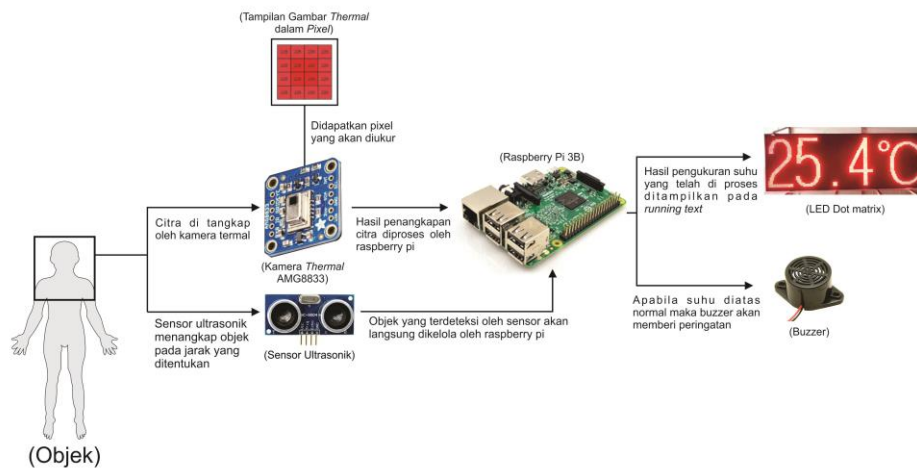 (Tampilan Gambar Thermal
dalam Pixel)
Didapatkan pixel
yang akan diukur
Citra di tangkap
oleh kamera termal
(Kamera Thermal
AMG8833)
Hasil penangkapan
citra diproses oleh
raspberry pi
(Raspberry Pi 3B)
Hasil pengukuran suhu
yang telah di proses
ditampilkan pada
running text
25.4°C
(LED Dot matrix)
Sensor ultrasonik
menangkap objek
pada jarak yang
ditentukan
(Sensor Ultrasonik)
Objek yang terdeteksi oleh sensor akan
langsung dikelola oleh raspberry pi
Apabila suhu diatas
normal maka buzzer akan
memberi peringatan
(Buzzer)
(Objek)